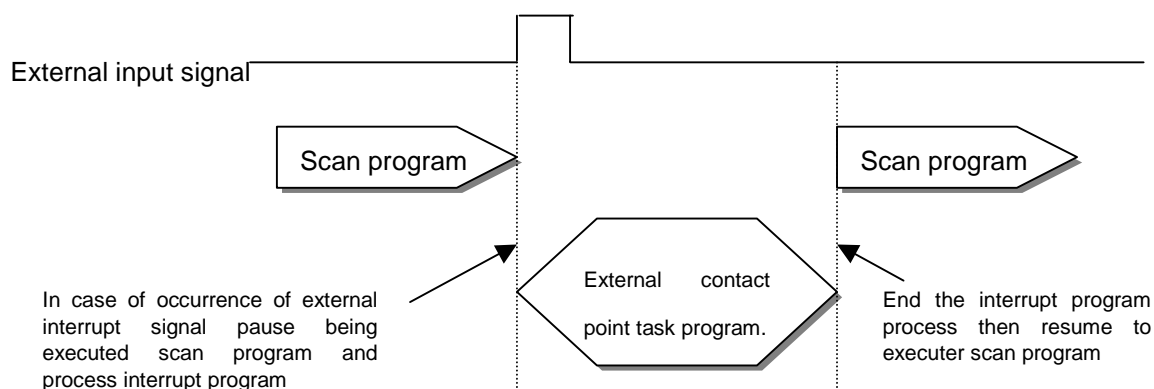 External input signal
Scan program
Scan program
External contact
point task program.
In case of occurrence of external
interrupt signal pause being
executed scan program and
process interrupt program
End the interrupt program
process then resume to
executer scan program